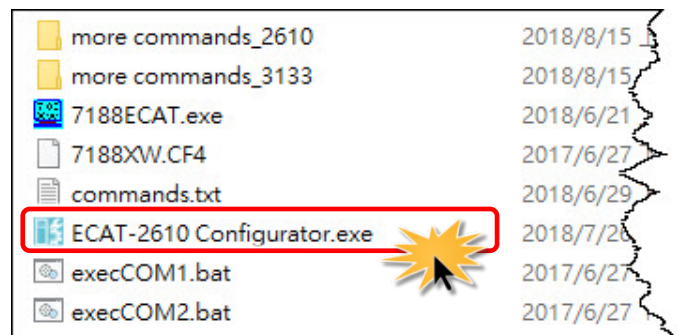 more commands_2610 2018/8/15
more commands_3133 2018/8/15
7188ECAT.exe 2018/6/21
7188XW.CF4 2017/6/27
commands.txt 2018/6/29
ECAT-2610 Configurator.exe
execCOM1.bat 2017/6/27
execCOM2.bat 2017/6/27